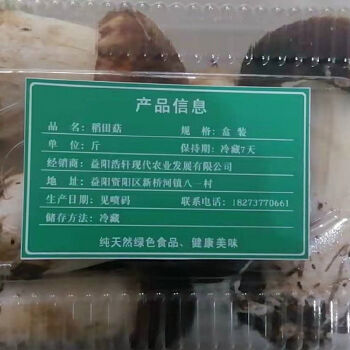 产品信息
品 名：稻田菇 规 格：盒 装
单 位：斤 保持期：冷藏7天
经销商：益阳浩轩现代农业发展有限公司
地 址：益阳资阳区新桥河镇八一村
生产日期：见喷码 联系电话：18273770661
储存方法：冷藏
纯天然绿色食品、健康美味